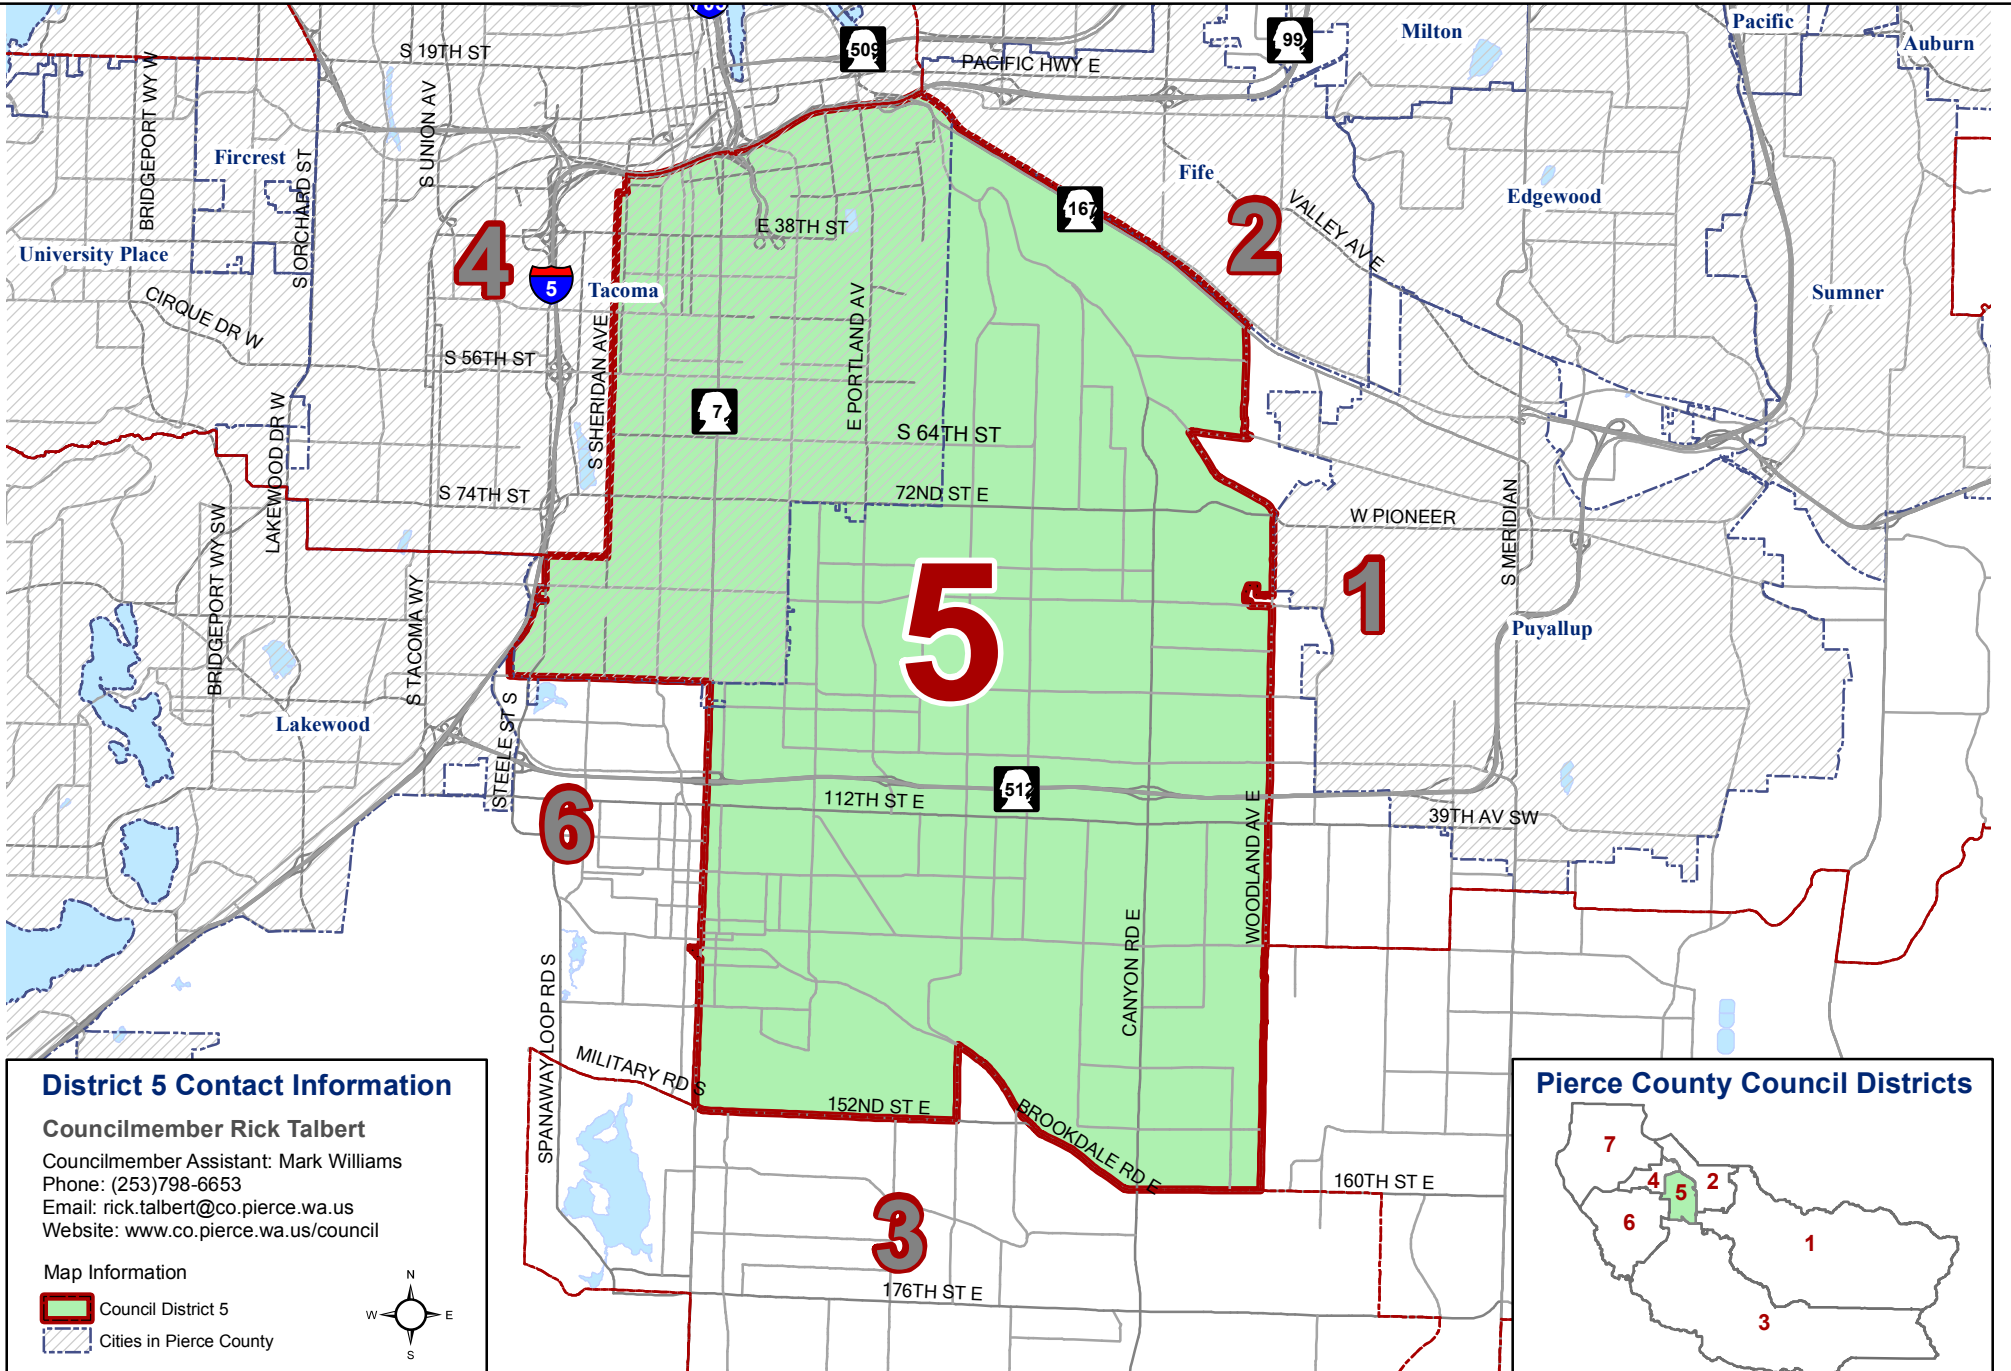 509
99
Milton
Pacific
Auburn
S 19TH ST
PACIFIC HWY E
BRIDGEPORT WY W
S UNION AV
Fircrest
S ORCHARD ST
University Place
CIRQUE DR W
4
5
Tacoma
E 38TH ST
167
Fife
2
VALLEY AV E
Edgewood
Sumner
S 56TH ST
S SHERIDAN AVE
7
E PORTLAND AV
S 64TH ST
LAKEWOOD DR W
S 74TH ST
72ND ST E
W PIONEER
S MERIDIAN
BRIDGEPORT WY SW
S TACOMA WY
5
1
Puyallup
Lakewood
STEELE ST S
6
112TH ST E
512
WOODLAND AV E
39TH AV SW
CANYON RD E
SPANAWAY LOOP RD S
MILITARY RD S
152ND ST E
BROOKDALE RD E
160TH ST E
3
176TH ST E
District 5 Contact Information
Councilmember Rick Talbert
Councilmember Assistant: Mark Williams
Phone: (253)798-6653
Email: rick.talbert@co.pierce.wa.us
Website: www.co.pierce.wa.us/council
Map Information
Council District 5
Cities in Pierce County
N
W E
S
Pierce County Council Districts
7
4
5
2
6
1
3